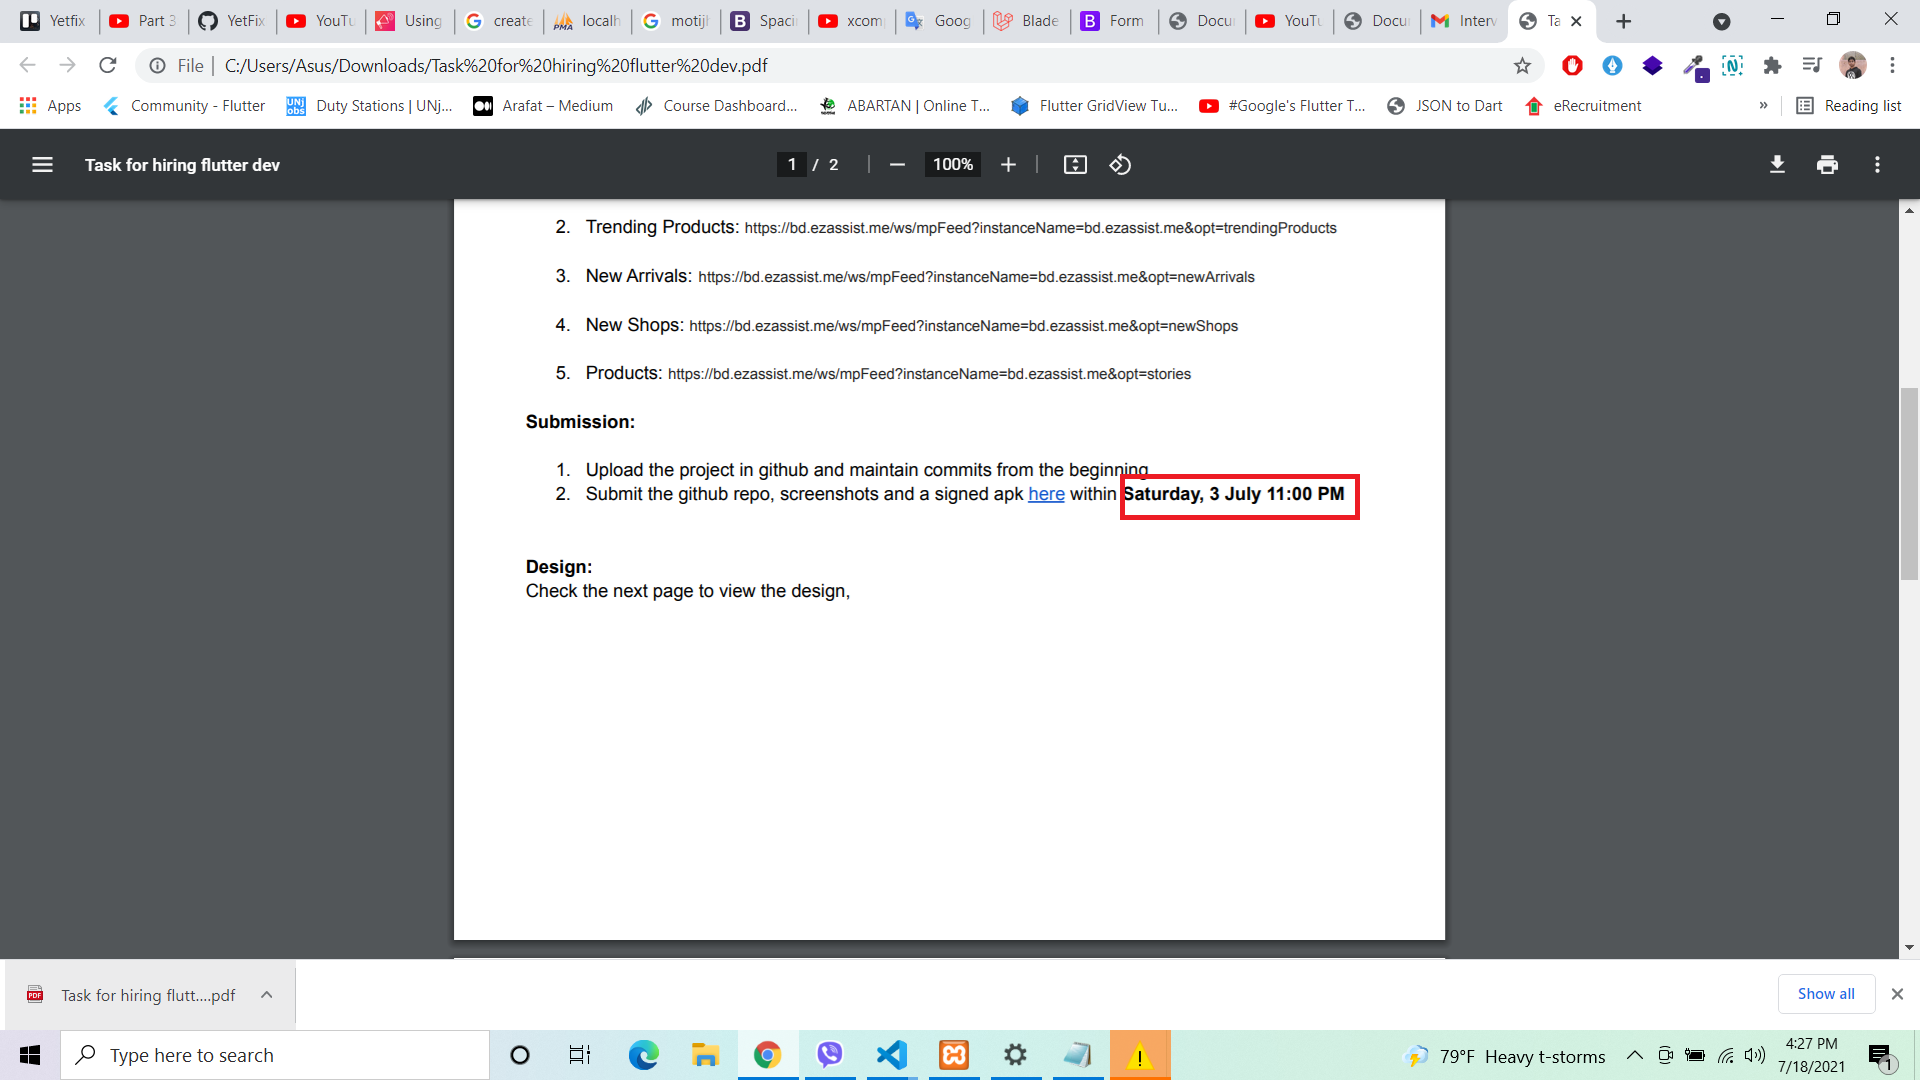 Yetfix
Part 3
YetFix
YouTu
Using
create
localh
motijh
Spaci
xcom
Goog
Blade
Form
Docu
YouTu
Docu
Interv
Ta
File
C:/Users/Asus/Downloads/Task%20for%20hiring%20flutter%20dev.pdf
Apps
Community - Flutter
Duty Stations | UNj...
Arafat – Medium
Course Dashboard...
ABARTAN | Online T...
Flutter GridView Tu...
#Google's Flutter T...
JSON to Dart
eRecruitment
»
Reading list
Task for hiring flutter dev
1 / 2
100%
2. Trending Products: https://bd.ezassist.me/ws/mpFeed?instanceName=bd.ezassist.me&opt=trendingProducts
3. New Arrivals: https://bd.ezassist.me/ws/mpFeed?instanceName=bd.ezassist.me&opt=newArrivals
4. New Shops: https://bd.ezassist.me/ws/mpFeed?instanceName=bd.ezassist.me&opt=newShops
5. Products: https://bd.ezassist.me/ws/mpFeed?instanceName=bd.ezassist.me&opt=stories
Submission:
1. Upload the project in github and maintain commits from the beginning
2. Submit the github repo, screenshots and a signed apk here within Saturday, 3 July 11:00 PM
Design:
Check the next page to view the design,
Task for hiring flutt....pdf
Show all
Type here to search
79°F Heavy t-storms
4:27 PM
7/18/2021
1